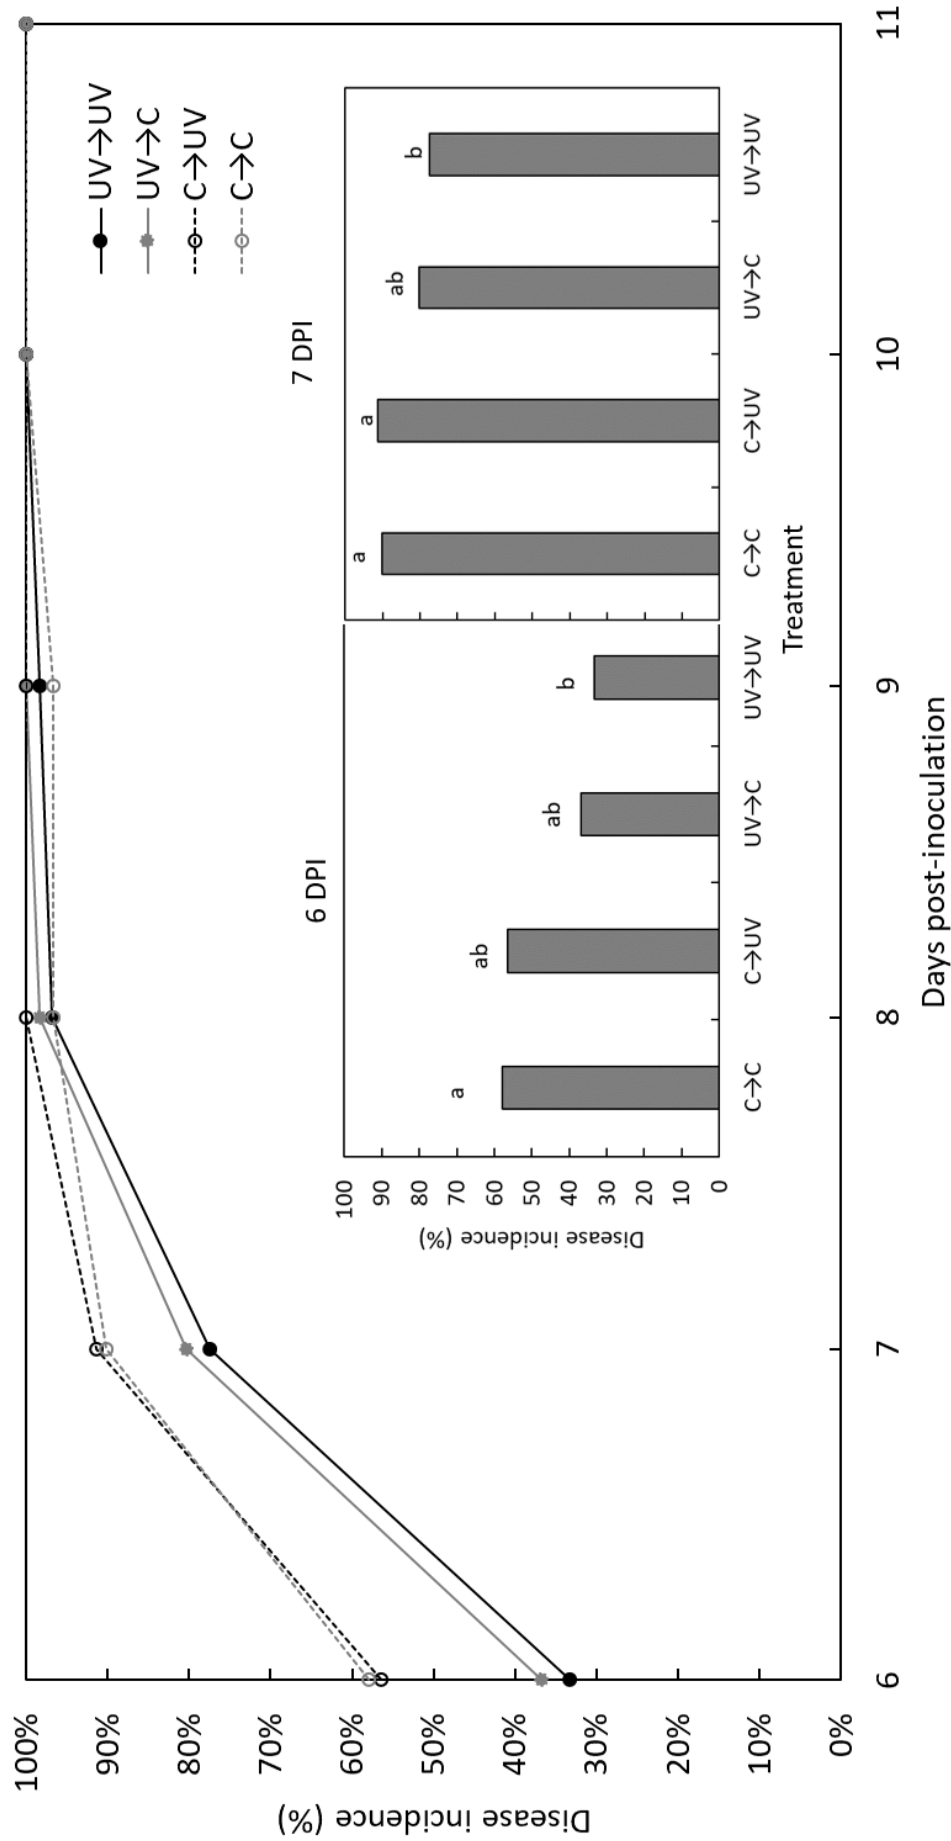 100%
90%
80%
70%
60%
50%
40%
30%
20%
10%
0%
Disease incidence (%)
6
7
8
9
10
11
Days post-inoculation
UV→UV
UV→C
C→UV
C→C
6 DPI
7 DPI
100
90
80
70
60
50
40
30
20
10
0
Disease incidence (%)
a
ab
ab
b
a
a
ab
b
C→C
C→UV
UV→C
UV→UV
C→C
C→UV
UV→C
UV→UV
Treatment